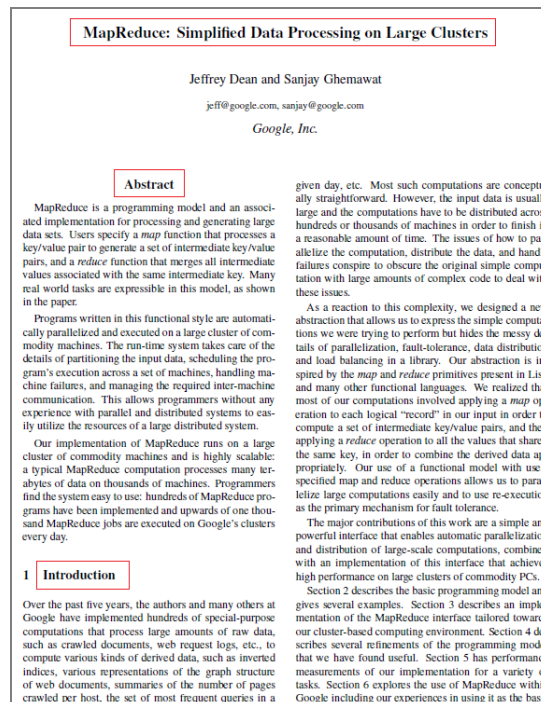 MapReduce: Simplified Data Processing on Large Clusters
Jeffrey Dean and Sanjay Ghemawat
jeff@google.com, sanjay@google.com
Google, Inc.
Abstract
MapReduce is a programming model and an associ-
ated implementation for processing and generating large
data sets. Users specify a map function that processes a
key/value pair to generate a set of intermediate key/value
pairs, and a reduce function that merges all intermediate
values associated with the same intermediate key. Many
real world tasks are expressible in this model, as shown
in the paper.
Programs written in this functional style are automati-
cally parallelized and executed on a large cluster of com-
modity machines. The run-time system takes care of the
details of partitioning the input data, scheduling the pro-
gram's execution across a set of machines, handling ma-
chine failures, and managing the required inter-machine
communication. This allows programmers without any
experience with parallel and distributed systems to eas-
ily utilize the resources of a large distributed system.
Our implementation of MapReduce runs on a large
cluster of commodity machines and is highly scalable:
a typical MapReduce computation processes many ter-
abytes of data on thousands of machines. Programmers
find the system easy to use: hundreds of MapReduce pro-
grams have been implemented and upwards of one thou-
sand MapReduce jobs are executed on Google's clusters
every day.
1 Introduction
Over the past five years, the authors and many others at
Google have implemented hundreds of special-purpose
computations that process large amounts of raw data,
such as crawled documents, web request logs, etc., to
compute various kinds of derived data, such as inverted
indices, various representations of the graph structure
of web documents, summaries of the number of pages
crawled per host, the set of most frequent queries in a
given day, etc. Most such computations are conceptu
ally straightforward. However, the input data is usuall
large and the computations have to be distributed acros
hundreds or thousands of machines in order to finish i
a reasonable amount of time. The issues of how to pa
allelize the computation, distribute the data, and handl
failures conspire to obscure the original simple compu
tation with large amounts of complex code to deal wit
these issues.
As a reaction to this complexity, we designed a ne
abstraction that allows us to express the simple computa
tions we were trying to perform but hides the messy de
tails of parallelization, fault-tolerance, data distributio
and load balancing in a library. Our abstraction is in
spired by the map and reduce primitives present in Lis
and many other functional languages. We realized tha
most of our computations involved applying a map op
eration to each logical "record" in our input in order t
compute a set of intermediate key/value pairs, and the
applying a reduce operation to all the values that share
the same key, in order to combine the derived data ap
propriately. Our use of a functional model with user
specified map and reduce operations allows us to para
lelize large computations easily and to use re-executio
as the primary mechanism for fault tolerance.
The major contributions of this work are a simple an
powerful interface that enables automatic parallelizatio
and distribution of large-scale computations, combine
with an implementation of this interface that achieve
high performance on large clusters of commodity PCs.
Section 2 describes the basic programming model an
gives several examples. Section 3 describes an imple
mentation of the MapReduce interface tailored toward
our cluster-based computing environment. Section 4 de
scribes several refinements of the programming mode
that we have found useful. Section 5 has performanc
measurements of our implementation for a variety o
tasks. Section 6 explores the use of MapReduce withi
Google including our experiences in using it as the basi